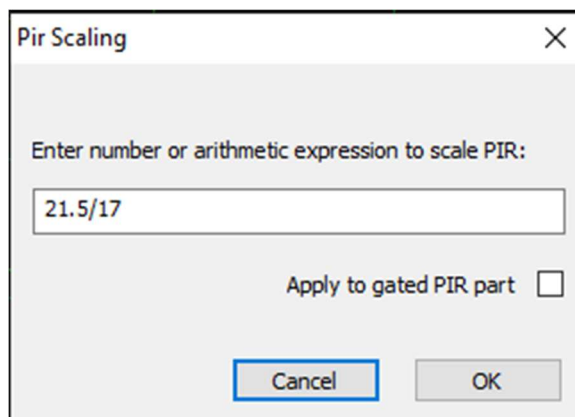 Pir Scaling
Enter number or arithmetic expression to scale PIR:
21.5/17
Apply to gated PIR part
Cancel OK